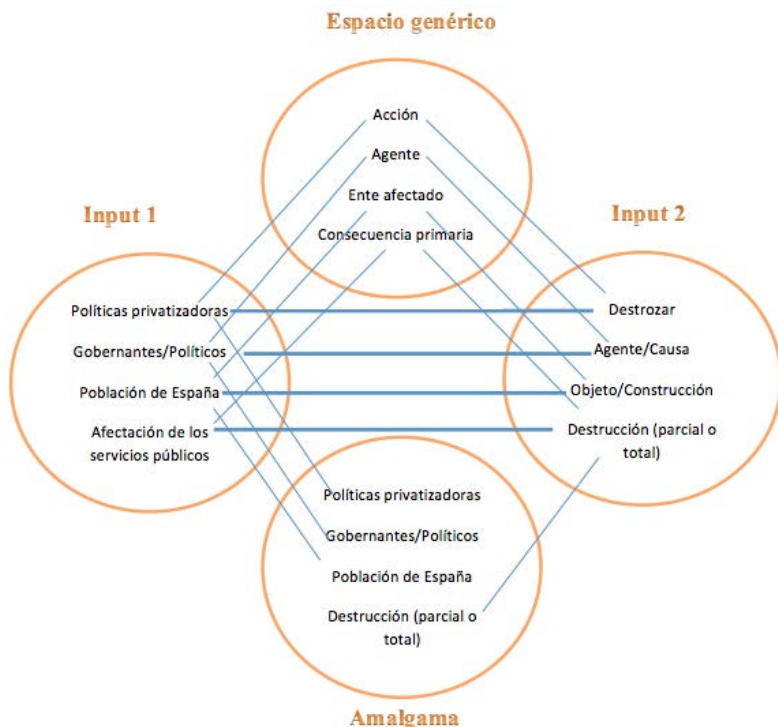 Espacio genérico
Acción
Agente
Ente afectado
Consecuencia primaria
Input 1
Políticas privatizadoras
Gobernantes/Políticos
Población de España
Afectación de los
servicios públicos
Input 2
Destrozar
Agente/Causa
Objeto/Construcción
Destrucción (parcial o
total)
Políticas privatizadoras
Gobernantes/Políticos
Población de España
Destrucción (parcial o
total)
Amalgama